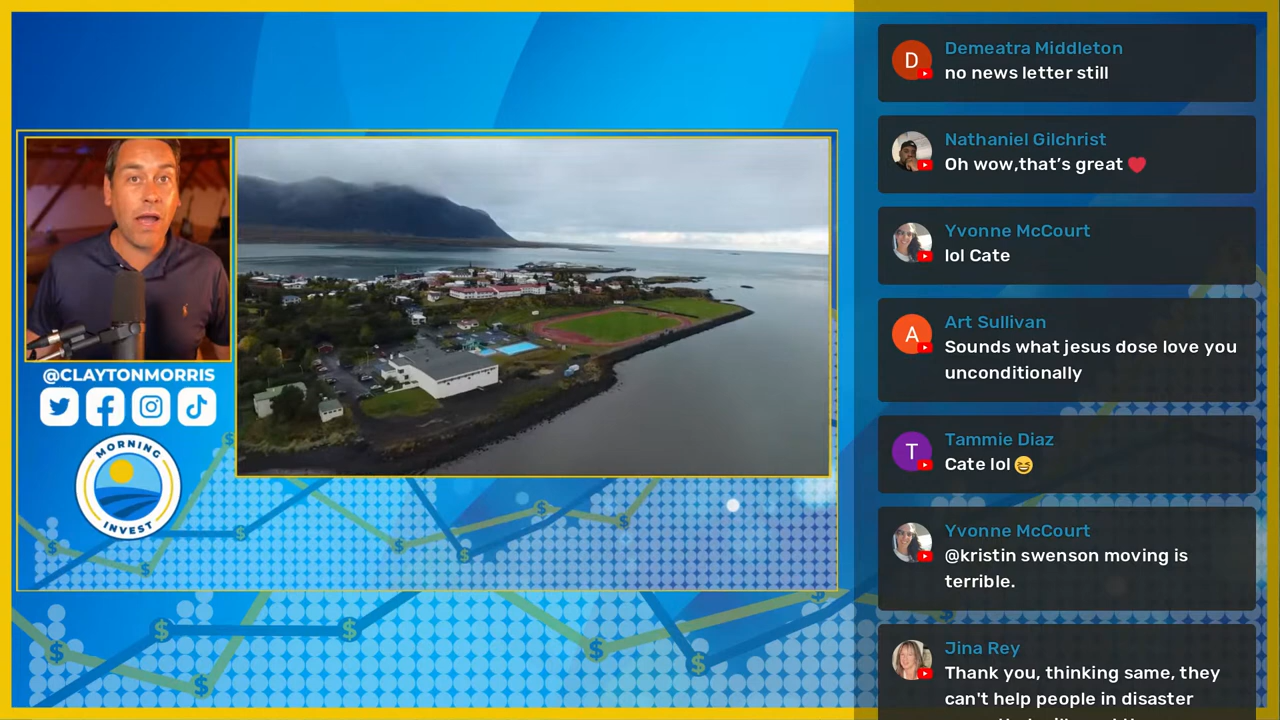 @CLAYTONMORRIS
MORNING
INVEST
D
Demeatra Middleton
no news letter still
Nathaniel Gilchrist
Oh wow,that’s great ❤️
Yvonne McCourt
lol Cate
A
Art Sullivan
Sounds what jesus dose love you
unconditionally
T
Tammie Diaz
Cate lol 😆
Yvonne McCourt
@kristin swenson moving is
terrible.
Jina Rey
Thank you, thinking same, they
can't help people in disaster